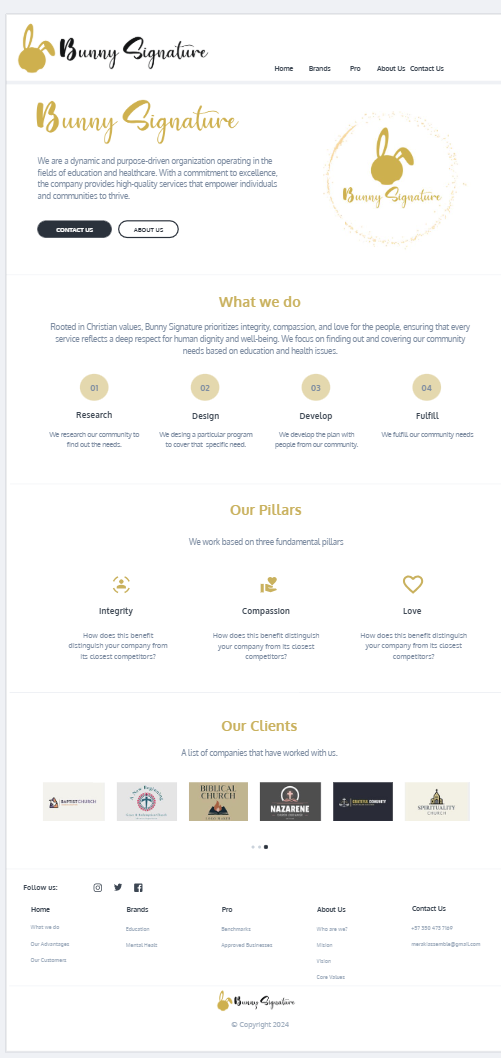 Bunny Signature
Home Brands Pro About Us Contact Us
Bunny Signature
We are a dynamic and purpose-driven organization operating in the
fields of education and healthcare. With a commitment to excellence,
the company provides high-quality services that empower individuals
and communities to thrive.
Bunny Signature
CONTACT US ABOUT US
What we do
Rooted in Christian values, Bunny Signature prioritizes integrity, compassion, and love for the people, ensuring that every
service reflects a deep respect for human dignity and well-being. We focus on finding out and covering our community
needs based on education and health issues.
01 02 03 04
Research Design Develop Fulfill
We research our community to
find out the needs.
We desing a particular program
to cover that specific need.
We develop the plan with
people from our community.
We fulfill our community needs
Our Pillars
We work based on three fundamental pillars
Integrity Compassion Love
How does this benefit
distinguish your company from
its closest competitors?
How does this benefit distinguish
your company from its closest
competitors?
How does this benefit distinguish
your company from its closest
competitors?
Our Clients
A list of companies that have worked with us.
BAPTIST CHURCH
A New Beginning
BIBLICAL
CHURCH
NAZARENE
COMMUNITY
SPIRITUALITY
CHURCH
Follow us:
Home Brands Pro About Us Contact Us
What we do
Our Advantages
Our Customers
Education
Mental Heath
Benchmarks
Approved Businesses
Who are we?
Mision
Vision
Core Values
Bunny Signature
© Copyright 2024